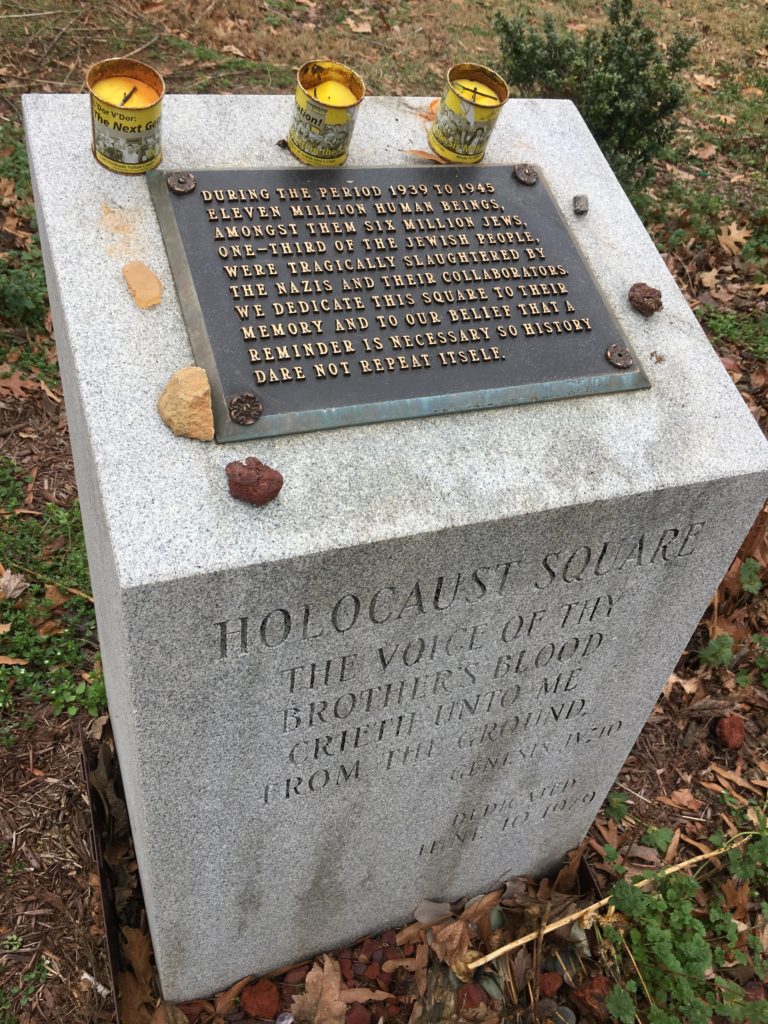 Dor V'Dor:
The Next Ge
DURING THE PERIOD 1939 TO 1945
ELEVEN MILLION HUMAN BEINGS,
AMONGST THEM SIX MILLION JEWS,
ONE-THIRD OF THE JEWISH PEOPLE,
WERE TRAGICALLY SLAUGHTERED BY
THE NAZIS AND THEIR COLLABORATORS.
WE DEDICATE THIS SQUARE TO THEIR
MEMORY AND TO OUR BELIEF THAT A
REMINDER IS NECESSARY SO HISTORY
DARE NOT REPEAT ITSELF.
HOLOCAUST SQUARE
THE VOICE OF THY
BROTHER'S BLOOD
CRIETH UNTO ME
FROM THE GROUND.
GENESIS IV:10
DEDICATED
JUNE 10 1979